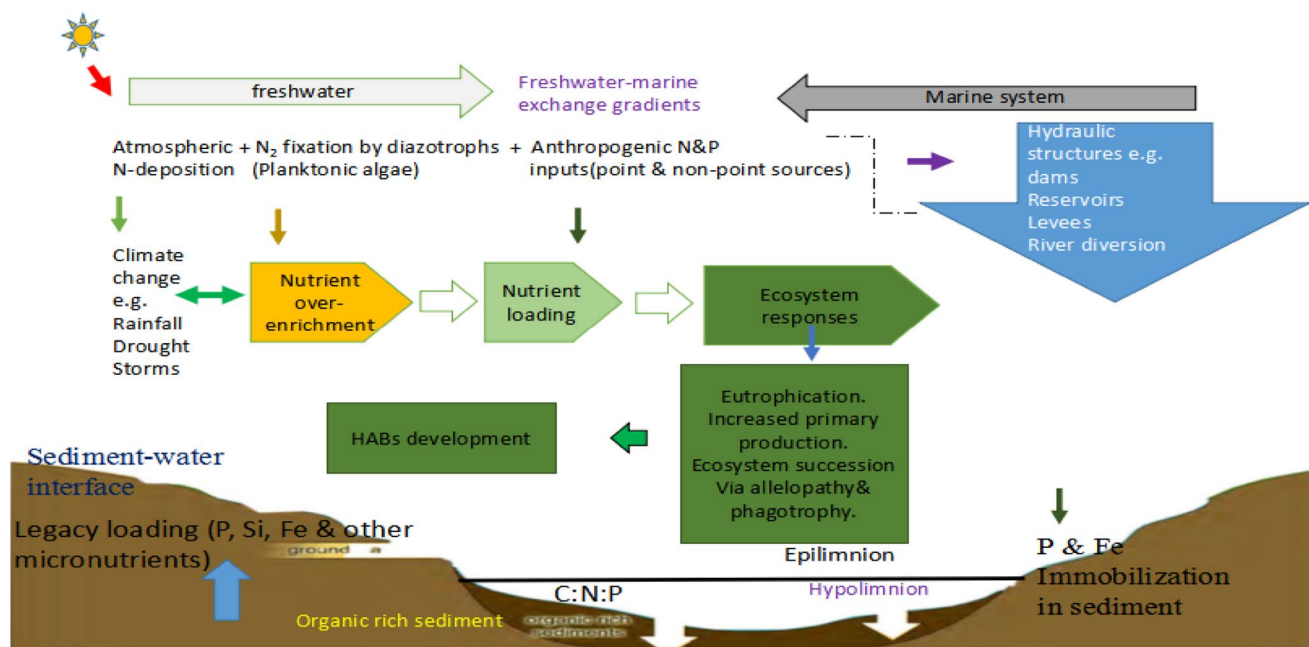 freshwater
Freshwater-marine
exchange gradients
Marine system
Atmospheric + N₂ fixation by diazotrophs + Anthropogenic N&P
N-deposition (Planktonic algae) inputs(point & non-point sources)
Hydraulic
structures e.g.
dams
Reservoirs
Levees
River diversion
Climate
change
e.g.
Rainfall
Drought
Storms
Nutrient
over-
enrichment
Nutrient
loading
Ecosystem
responses
Eutrophication.
Increased primary
production.
Ecosystem succession
Via allelopathy&
phagotrophy.
HABs development
Sediment-water
interface
Legacy loading (P, Si, Fe & other
micronutrients)
ground a
Epilimnion
P & Fe
Immobilization
in sediment
C:N:P
Hypolimnion
Organic rich sediment
organic-rich
sediments